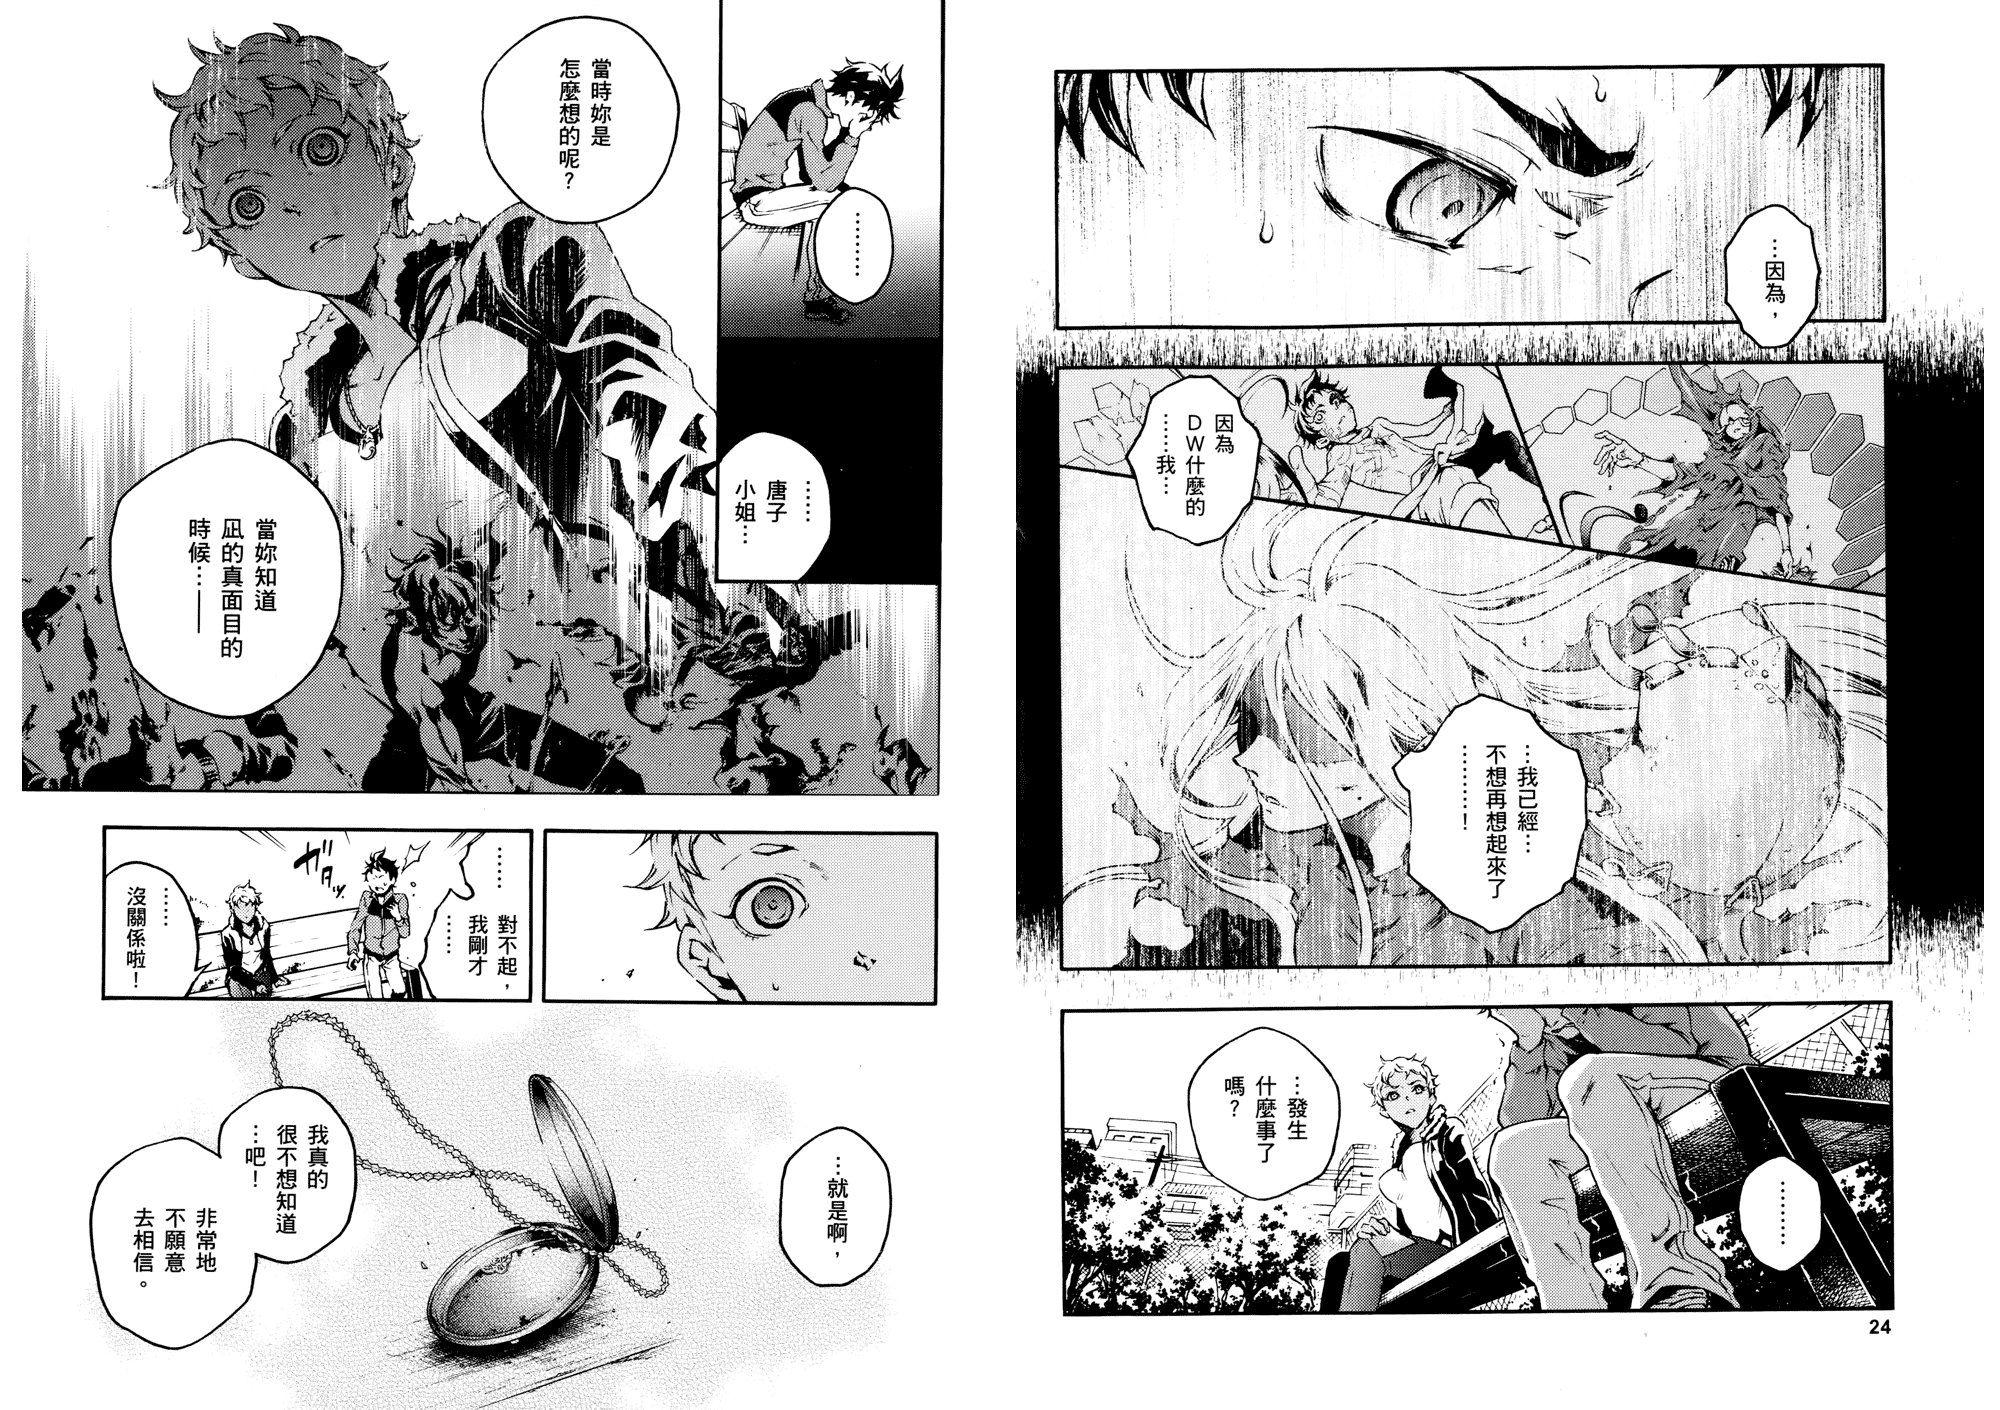 …因為，
因為
ＤＷ什麼的
………我…
…我已經…
不想再想起來了
………！
…發生
什麼事了
嗎？
………
24
………
……
唐子
小姐…
當時妳是
怎麼想的呢？
當妳知道
凪的真面目的
時候…——
……
對不起，
我剛才
……
ガタッ
……
沒關係啦！
…就是啊，
我真的
很不想知道
…吧！
非常地
不願意
去相信。